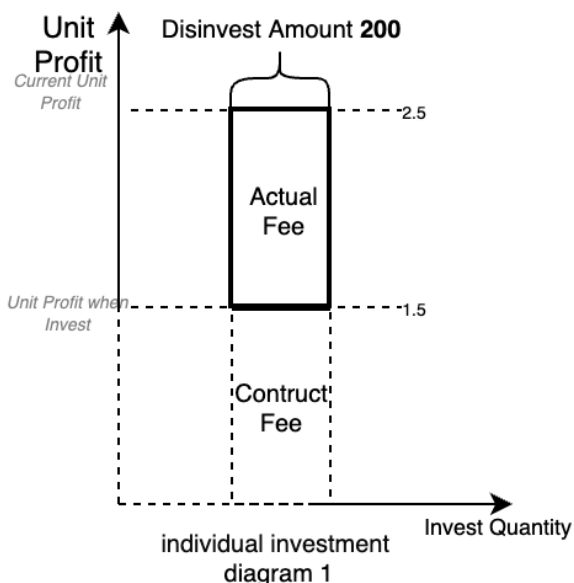 Unit
Profit
Disinvest Amount 200
Current Unit
Profit
2.5
Actual
Fee
Unit Profit when
Invest
1.5
Contruct
Fee
Invest Quantity
individual investment
diagram 1